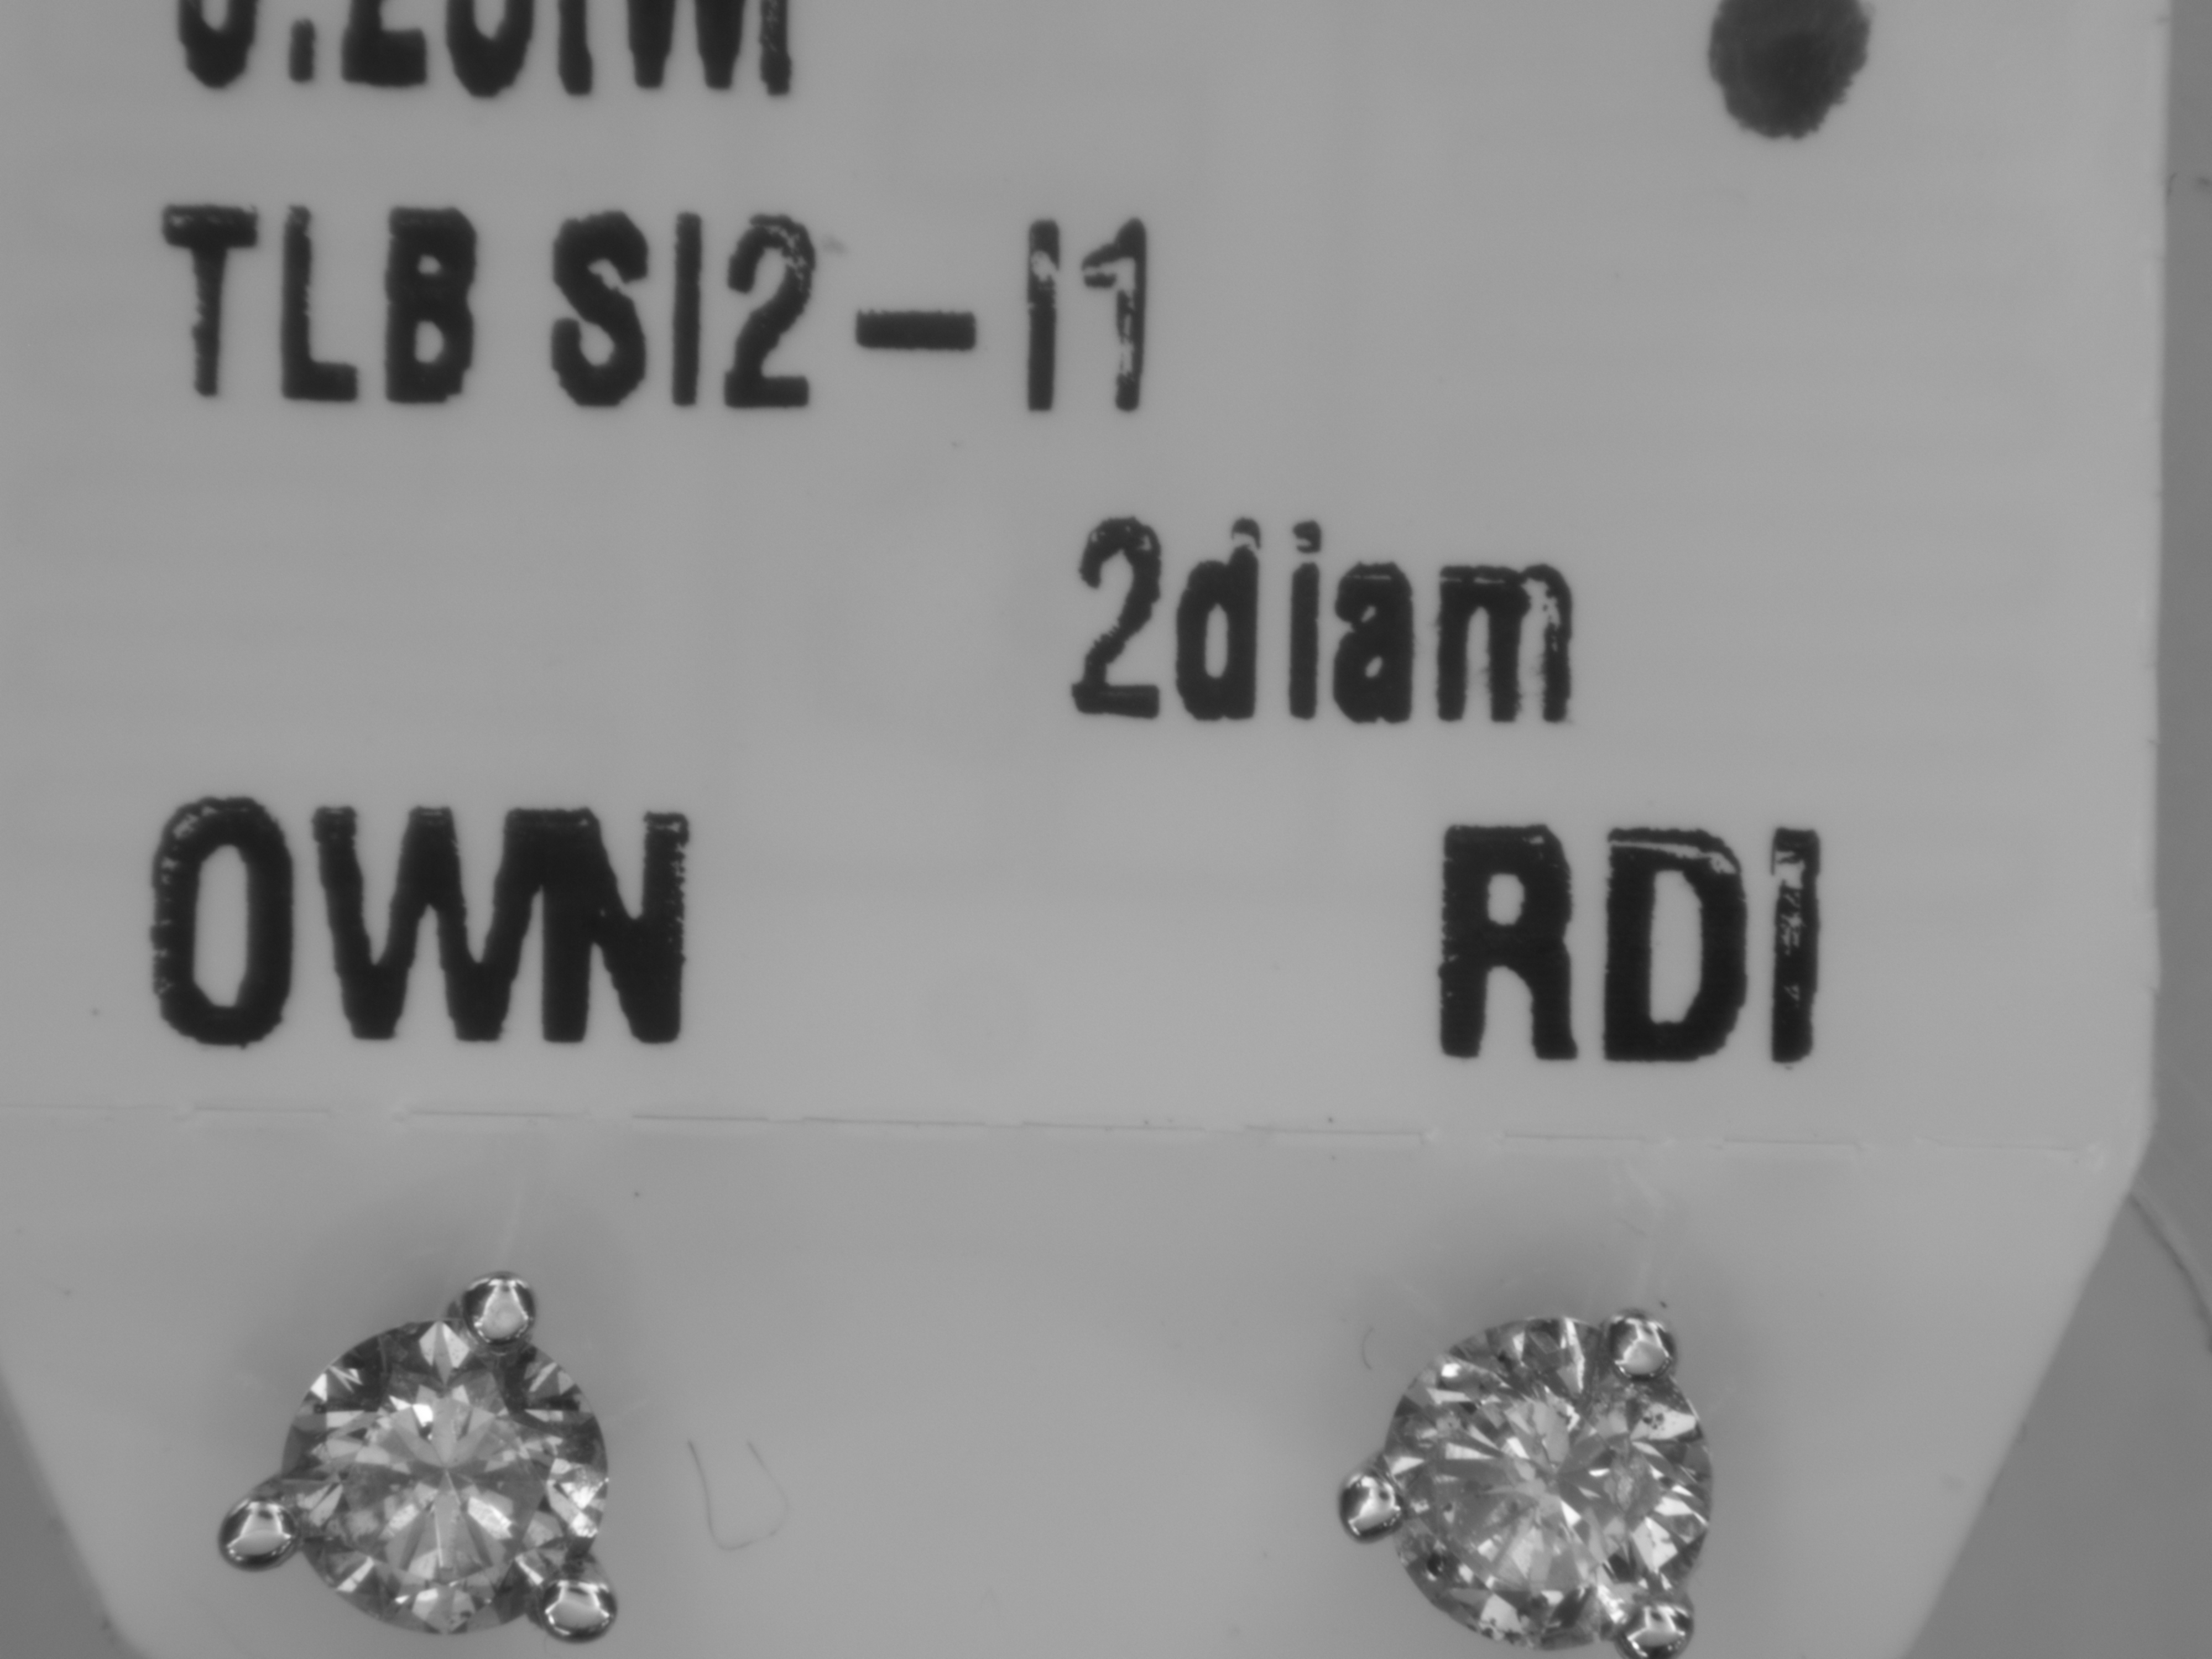 TLB SI2-I1
2diam
OWN RDI